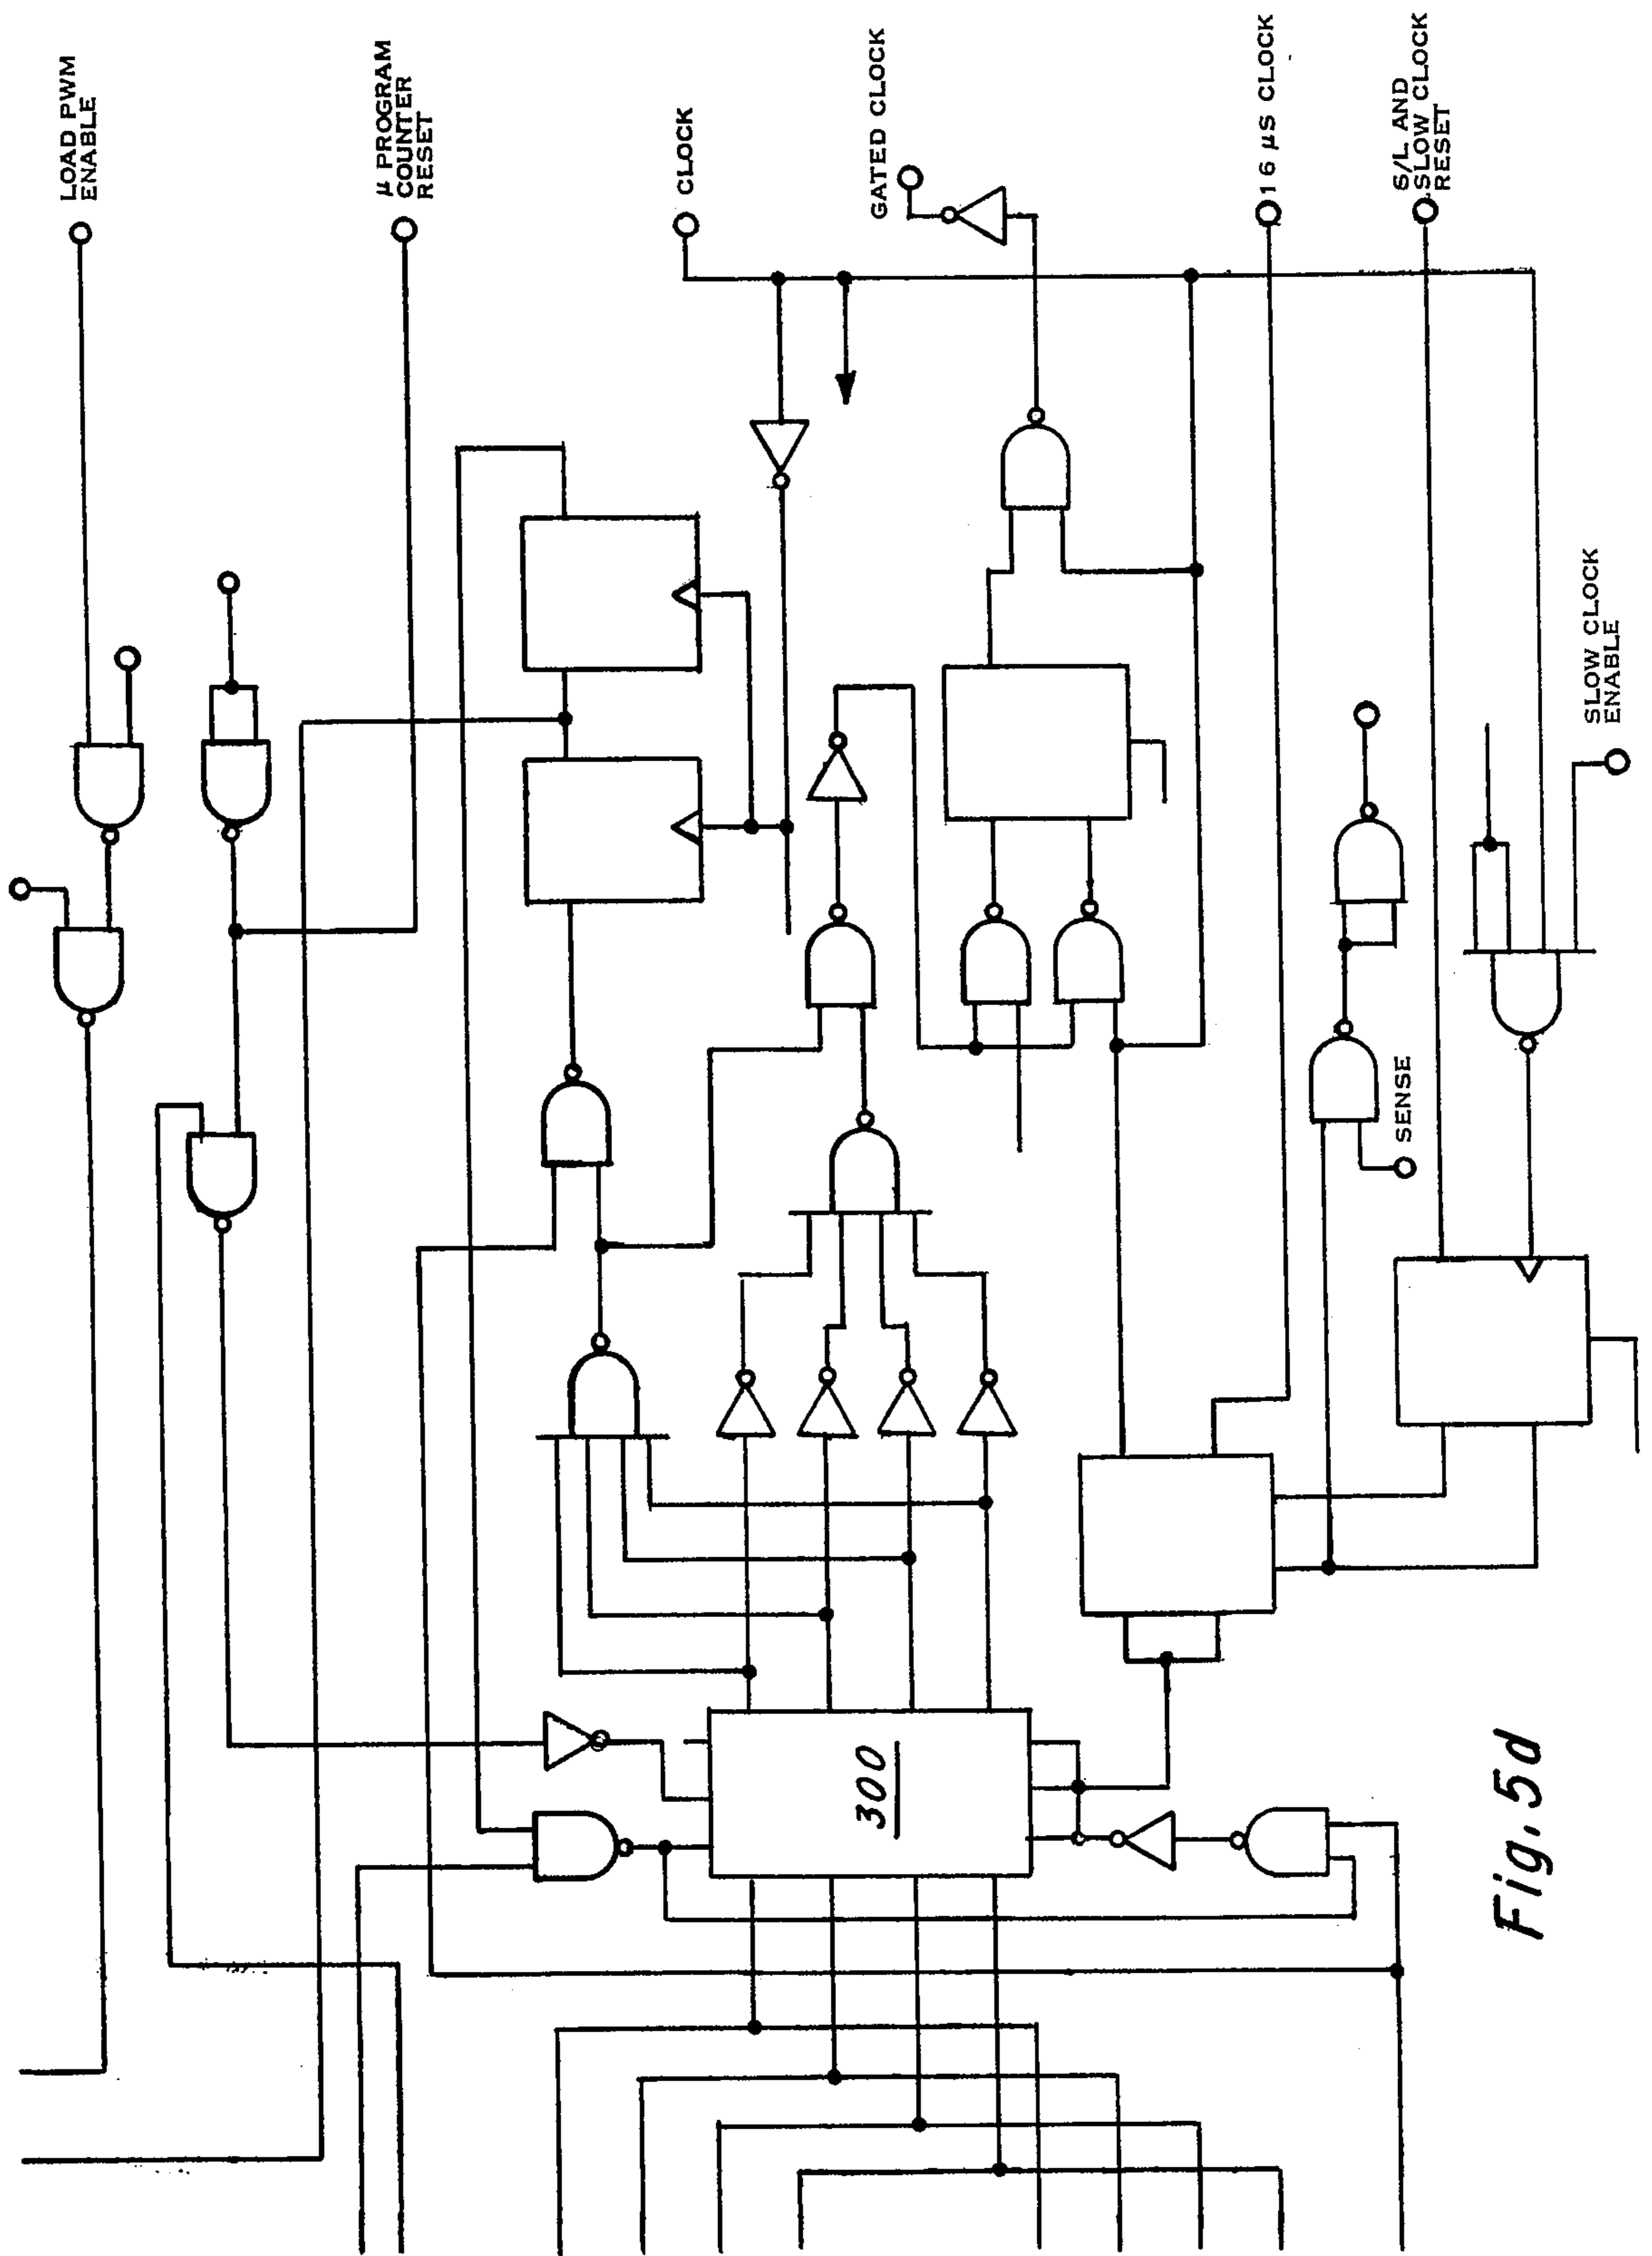 LOAD PWM
ENABLE
μ PROGRAM
COUNTER
RESET
CLOCK
GATED CLOCK
16 μS CLOCK
S/L AND
SLOW CLOCK
RESET
SLOW CLOCK
ENABLE
SENSE
300
Fig. 5d